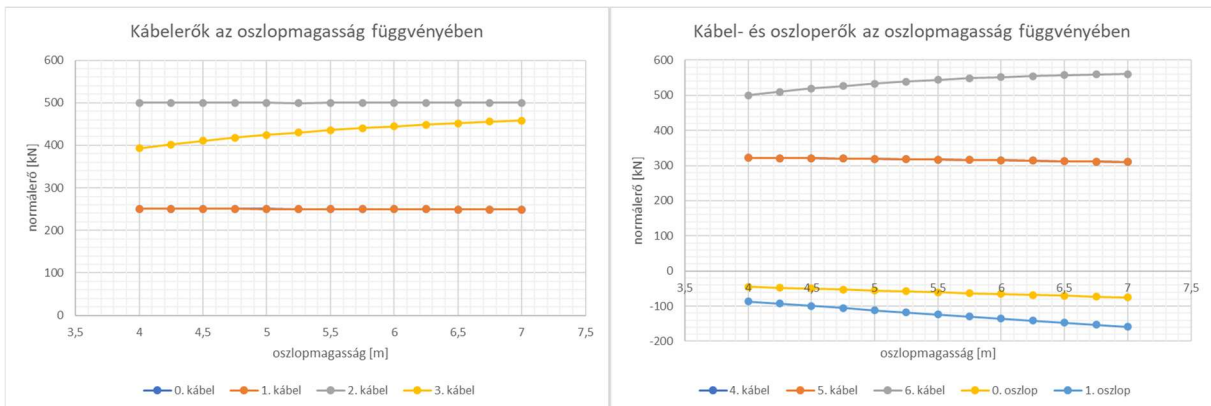 Kábelerők az oszlopmagasság függvényében
600
500
400
300
200
100
0
3,5 4 4,5 5 5,5 6 6,5 7 7,5
normálerő [kN]
oszlopmagasság [m]
0. kábel 1. kábel 2. kábel 3. kábel
Kábel- és oszloperők az oszlopmagasság függvényében
600
500
400
300
200
100
0
3,5 4 4,5 5 5,5 6 6,5 7 7,5
-100
-200
normálerő [kN]
oszlopmagasság [m]
4. kábel 5. kábel 6. kábel 0. oszlop 1. oszlop